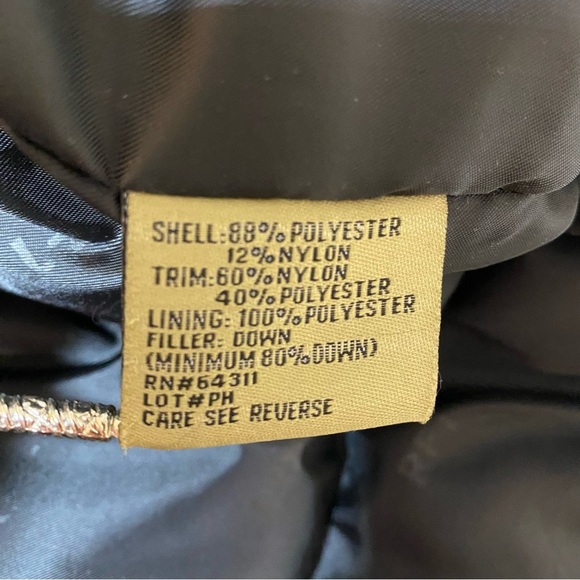 SHELL:88%POLYESTER
12%NYLON
TRIM:60%NYLON
40%POLYESTER
LINING:100%POLYESTER
FILLER:DOWN
(MINIMUM 80%DOWN)
RN#64311
LOT#PH
CARE SEE REVERSE